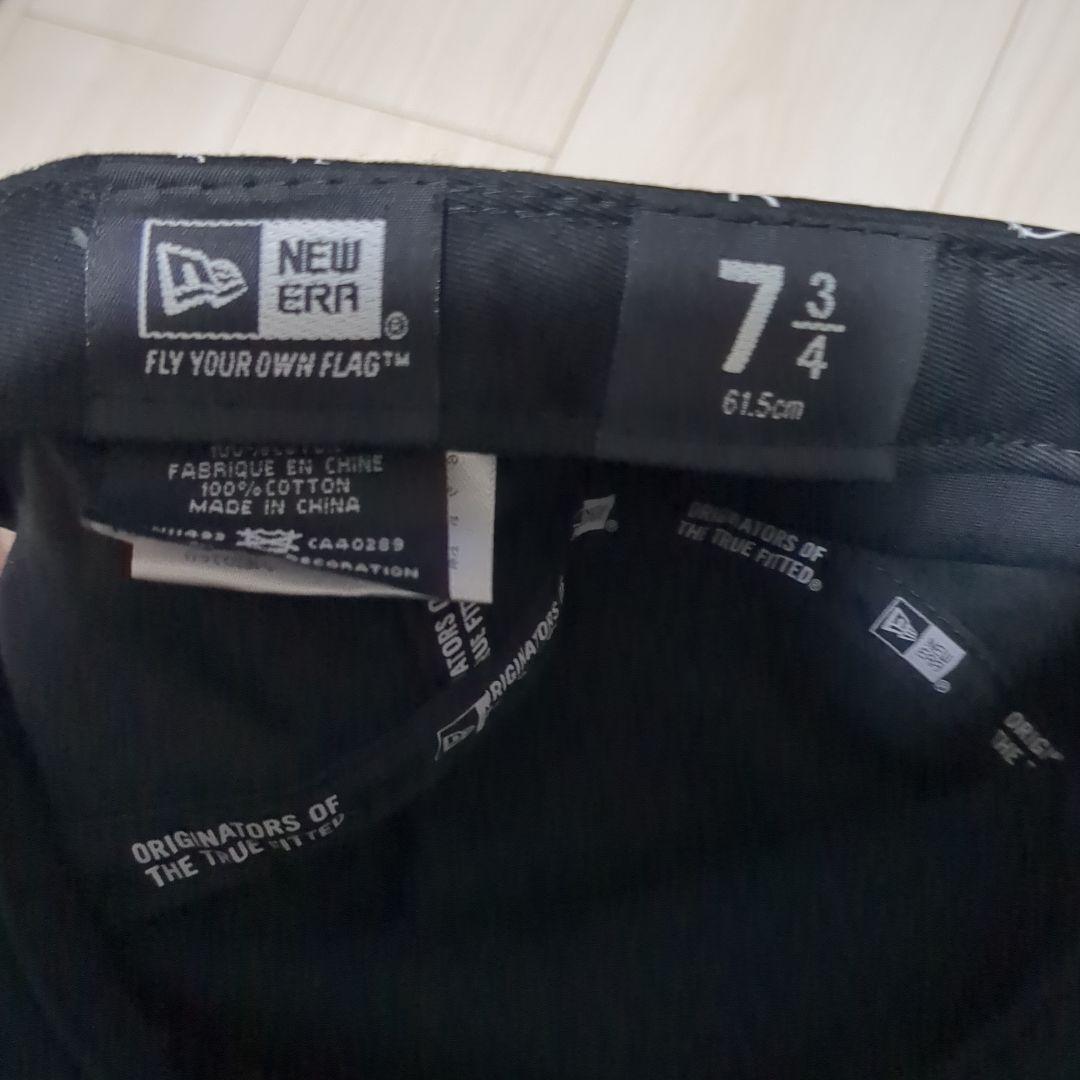 NEW
ERA
®
FLY YOUR OWN FLAG™
7 3/4
61.5cm
FABRIQUE EN CHINE
100% COTTON
MADE IN CHINA
CA40289
ORIGINATORS OF
THE TRUE FITTED®
ORIGINATORS
ORIGINATORS OF
THE TRUE FITTED